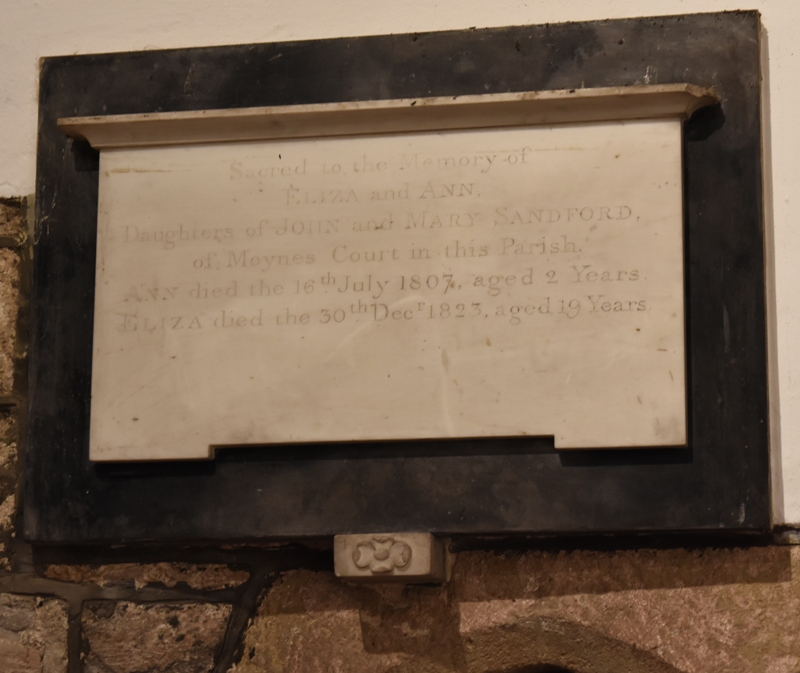 Sacred to the Memory of
ELIZA and ANN,
Daughters of JOHN and MARY SANDFORD,
of Moynes Court in this Parish.
ANN died the 16th July 1807, aged 2 Years
ELIZA died the 30th Decr 1823, aged 19 Years